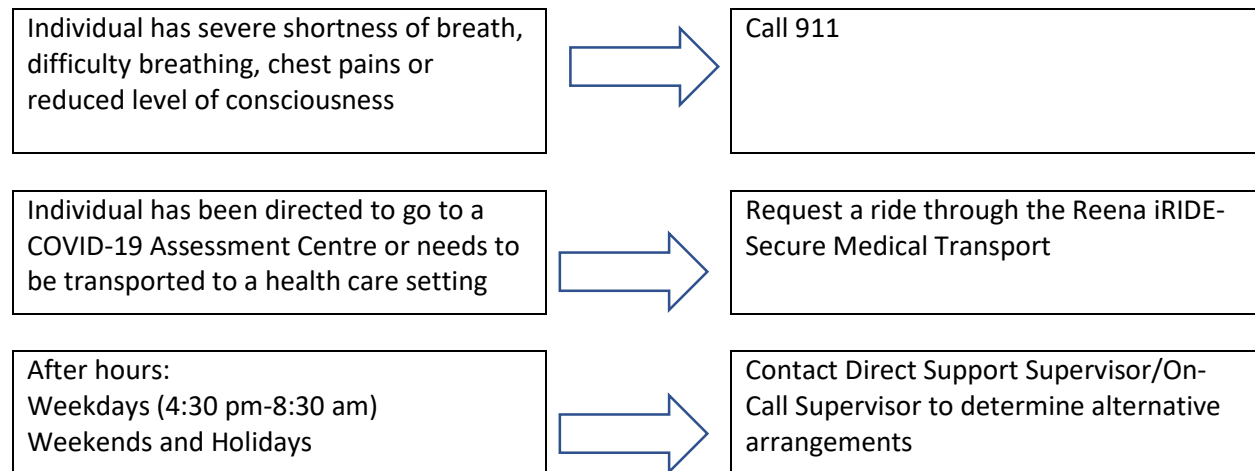 Individual has severe shortness of breath,
difficulty breathing, chest pains or
reduced level of consciousness
Call 911
Individual has been directed to go to a
COVID-19 Assessment Centre or needs to
be transported to a health care setting
Request a ride through the Reena iRIDE-
Secure Medical Transport
After hours:
Weekdays (4:30 pm-8:30 am)
Weekends and Holidays
Contact Direct Support Supervisor/On-
Call Supervisor to determine alternative
arrangements